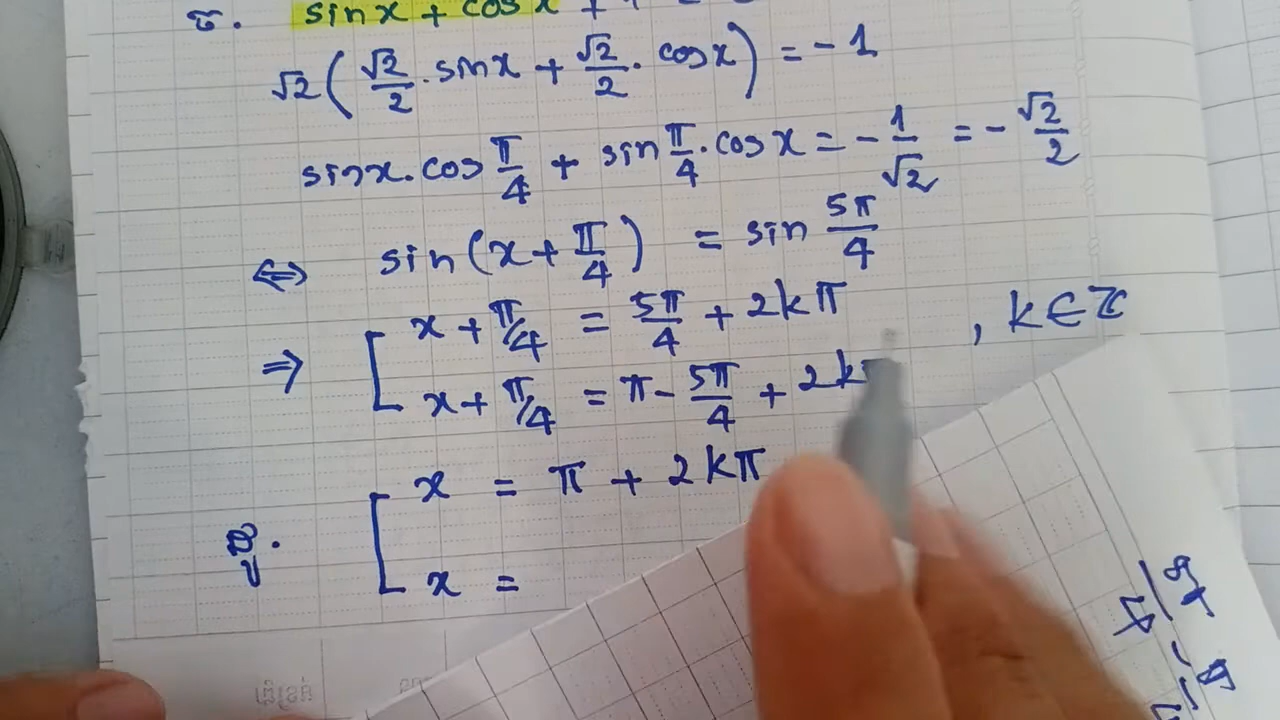 sin x + cos x +
√2 ( √2/2 · sin x + √2/2 · cos x ) = - 1
sin x · cos π/4 + sin π/4 · cos x = - 1/√2 = - √2/2
⇔ sin ( x + π/4 ) = sin 5π/4
⇒ [ x + π/4 = 5π/4 + 2kπ , k ∈ ℤ
x + π/4 = π - 5π/4 + 2k
[ x = π + 2kπ
x =